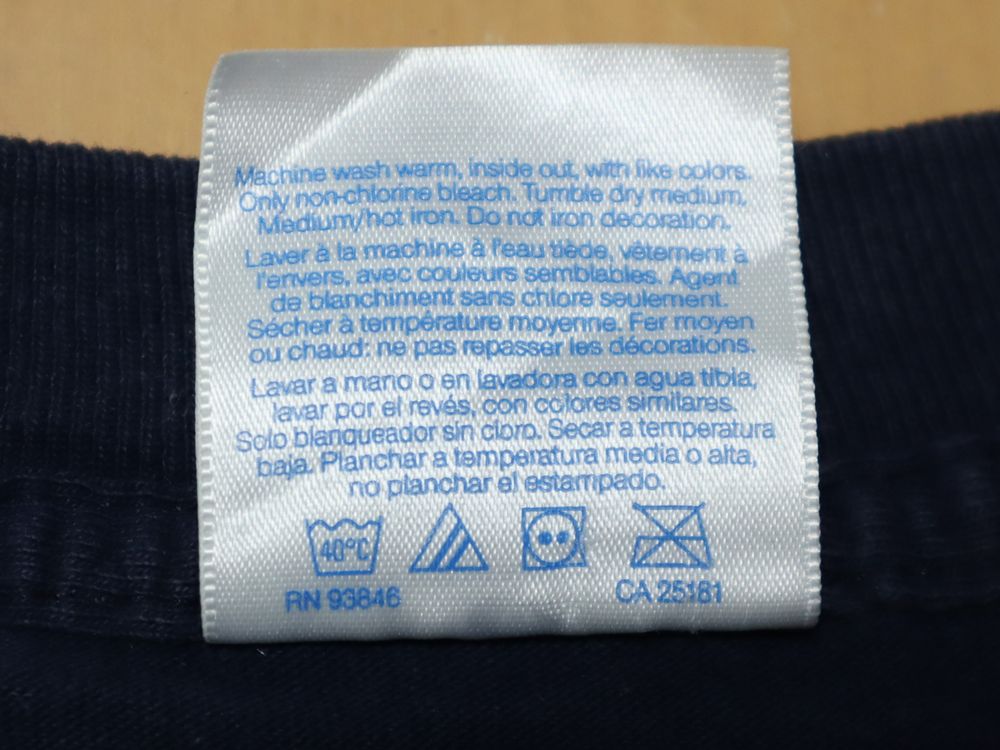 Machine wash warm, inside out, with like colors.
Only non-chlorine bleach. Tumble dry medium.
Medium/hot iron. Do not iron decoration.
Laver à la machine à l'eau tiède, vêtement à
l'envers, avec couleurs semblables. Agent
de blanchiment sans chlore seulement.
Sécher à température moyenne. Fer moyen
ou chaud: ne pas repasser les décorations.
Lavar a mano o en lavadora con agua tibia,
lavar por el revés, con colores similares.
Solo blanqueador sin cloro. Secar a temperatura
baja. Planchar a temperatura media o alta,
no planchar el estampado.
40°C
RN 93846 CA 25181